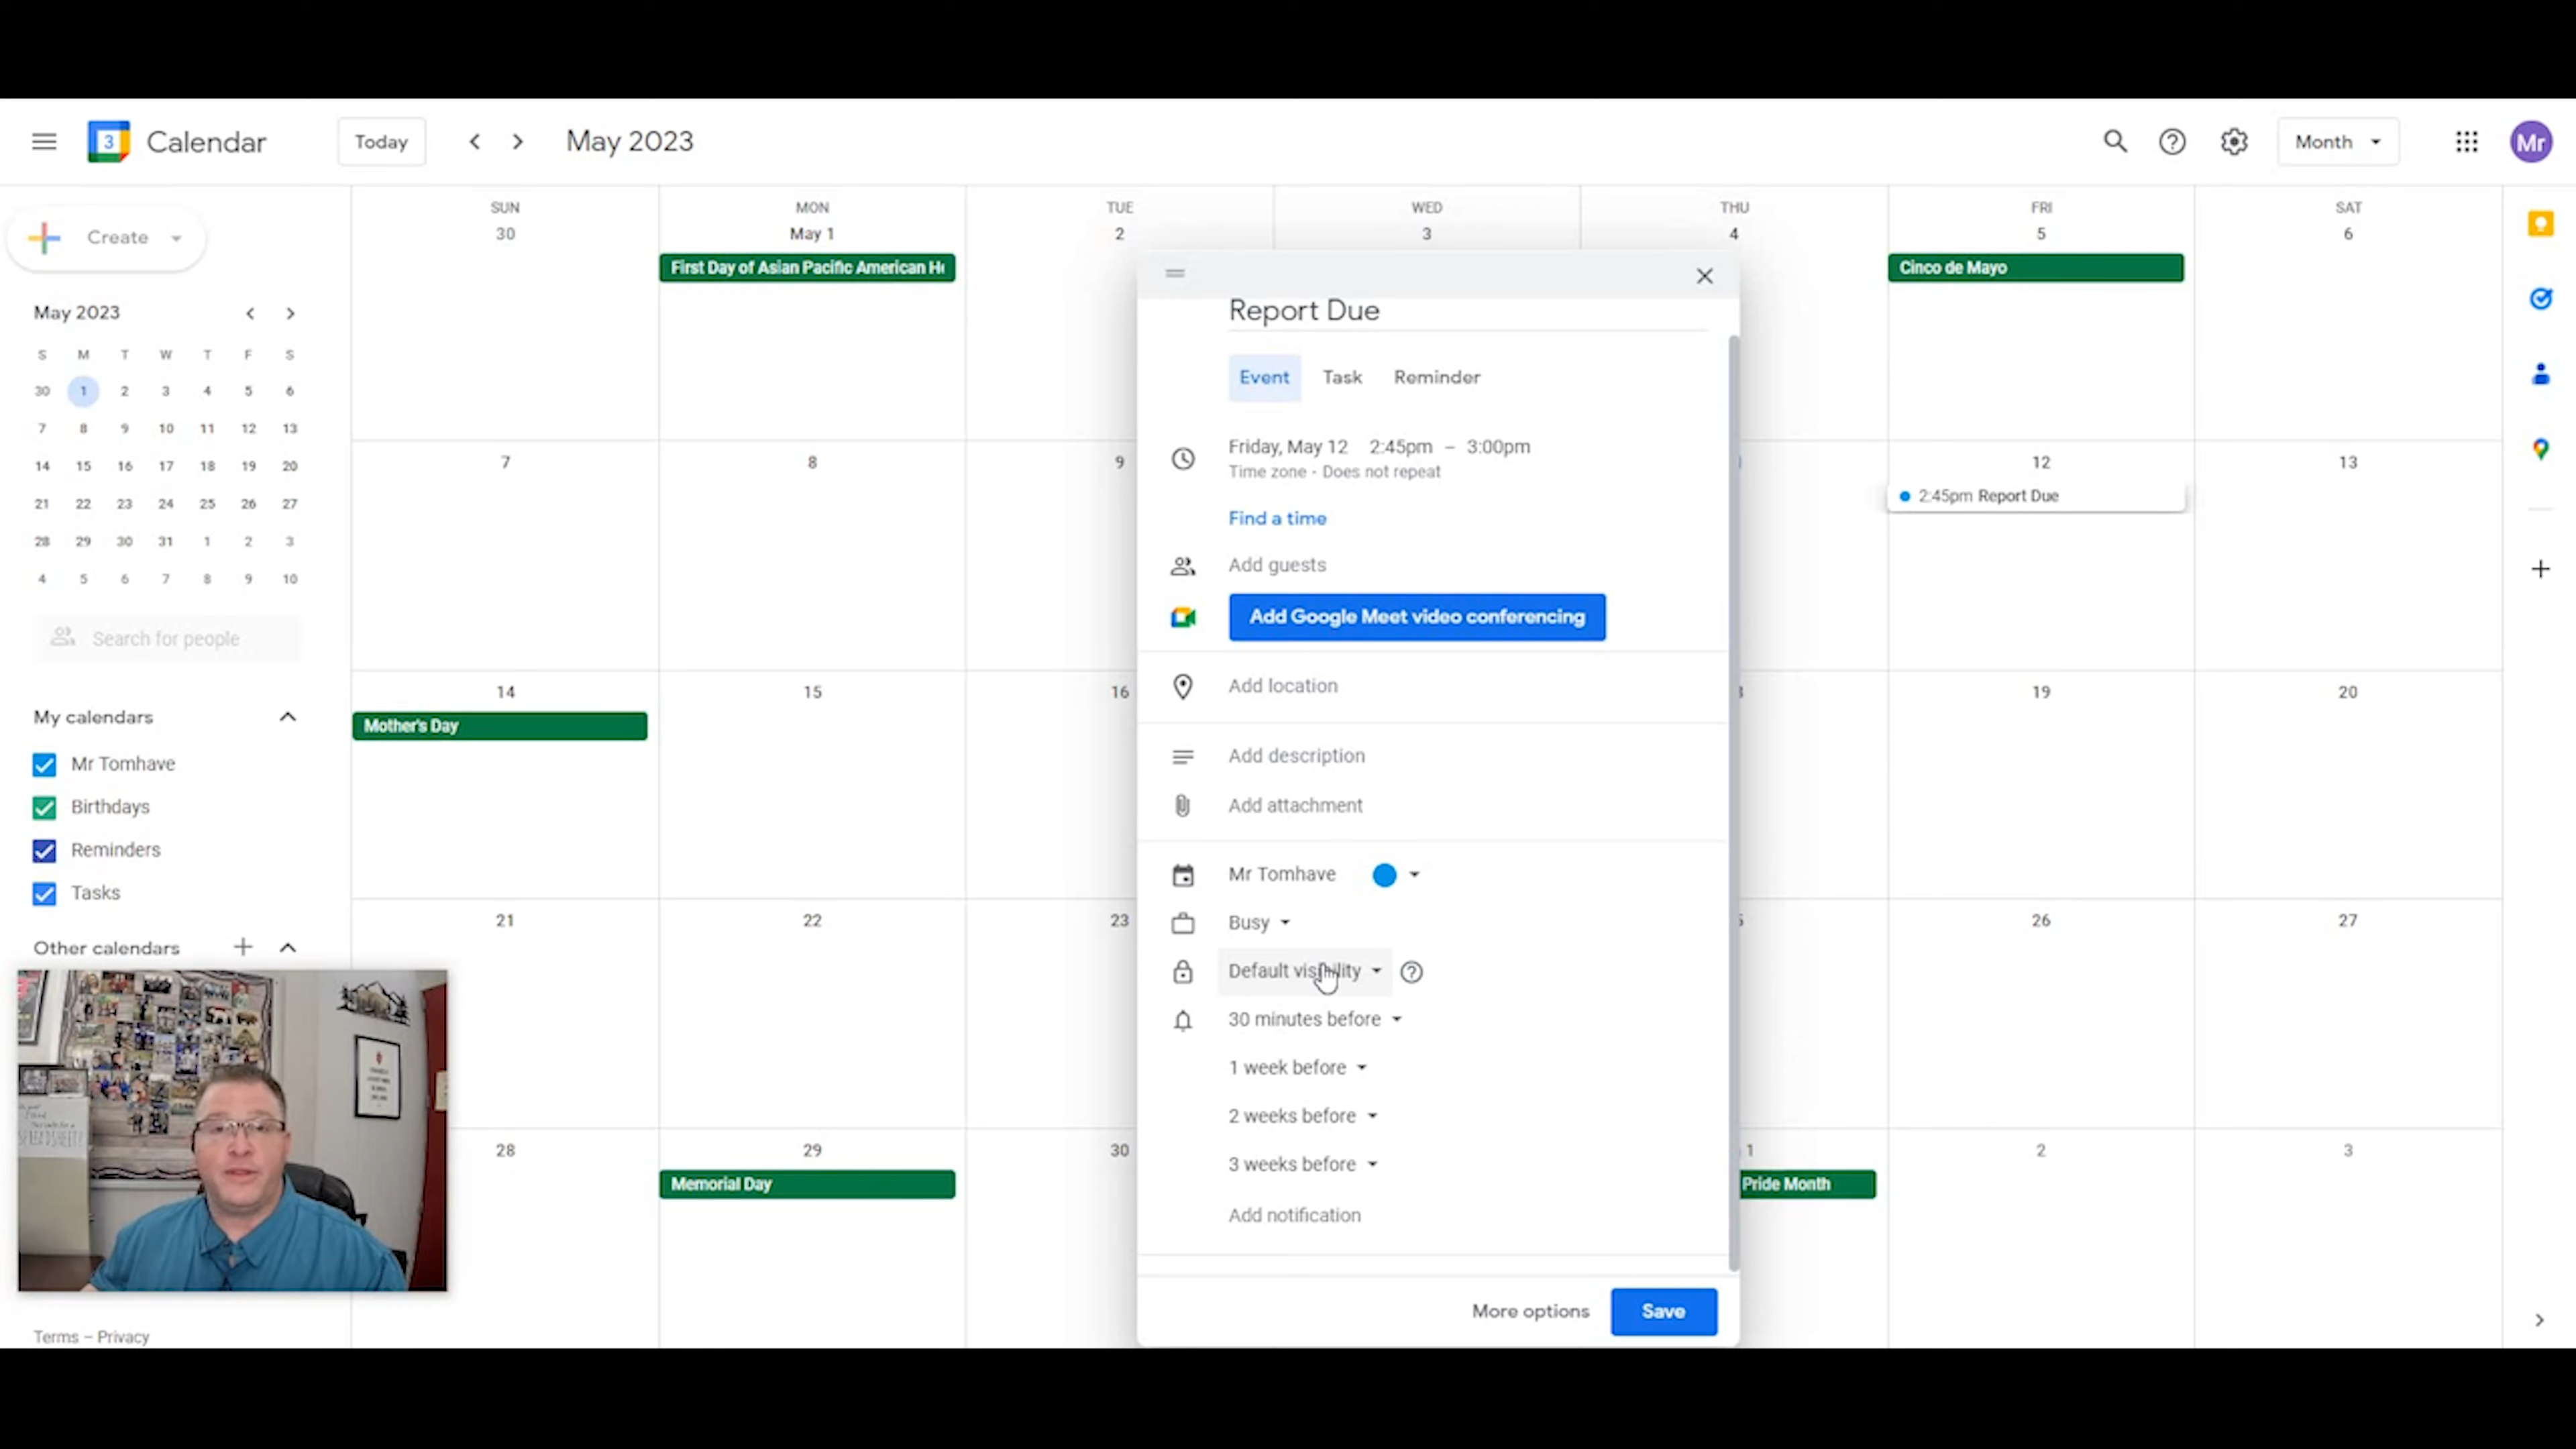 3 Calendar Today May 2023 Month Mr
Create
May 2023
S M T W T F S
30 1 2 3 4 5 6
7 8 9 10 11 12 13
14 15 16 17 18 19 20
21 22 23 24 25 26 27
28 29 30 31 1 2 3
4 5 6 7 8 9 10
Search for people
My calendars
Mr Tomhave
Birthdays
Reminders
Tasks
Other calendars
SPREADSHEET
Terms – Privacy
SUN MON TUE WED THU FRI SAT
30 May 1 2 3 4 5 6
First Day of Asian Pacific American He
Cinco de Mayo
7 8 9 12 13
2:45pm Report Due
14 15 16 19 20
Mother's Day
21 22 23 26 27
28 29 30 1 2 3
Memorial Day
Pride Month
Report Due
Event Task Reminder
Friday, May 12 2:45pm – 3:00pm
Time zone - Does not repeat
Find a time
Add guests
Add Google Meet video conferencing
Add location
Add description
Add attachment
Mr Tomhave
Busy
Default visibility
30 minutes before
1 week before
2 weeks before
3 weeks before
Add notification
More options Save